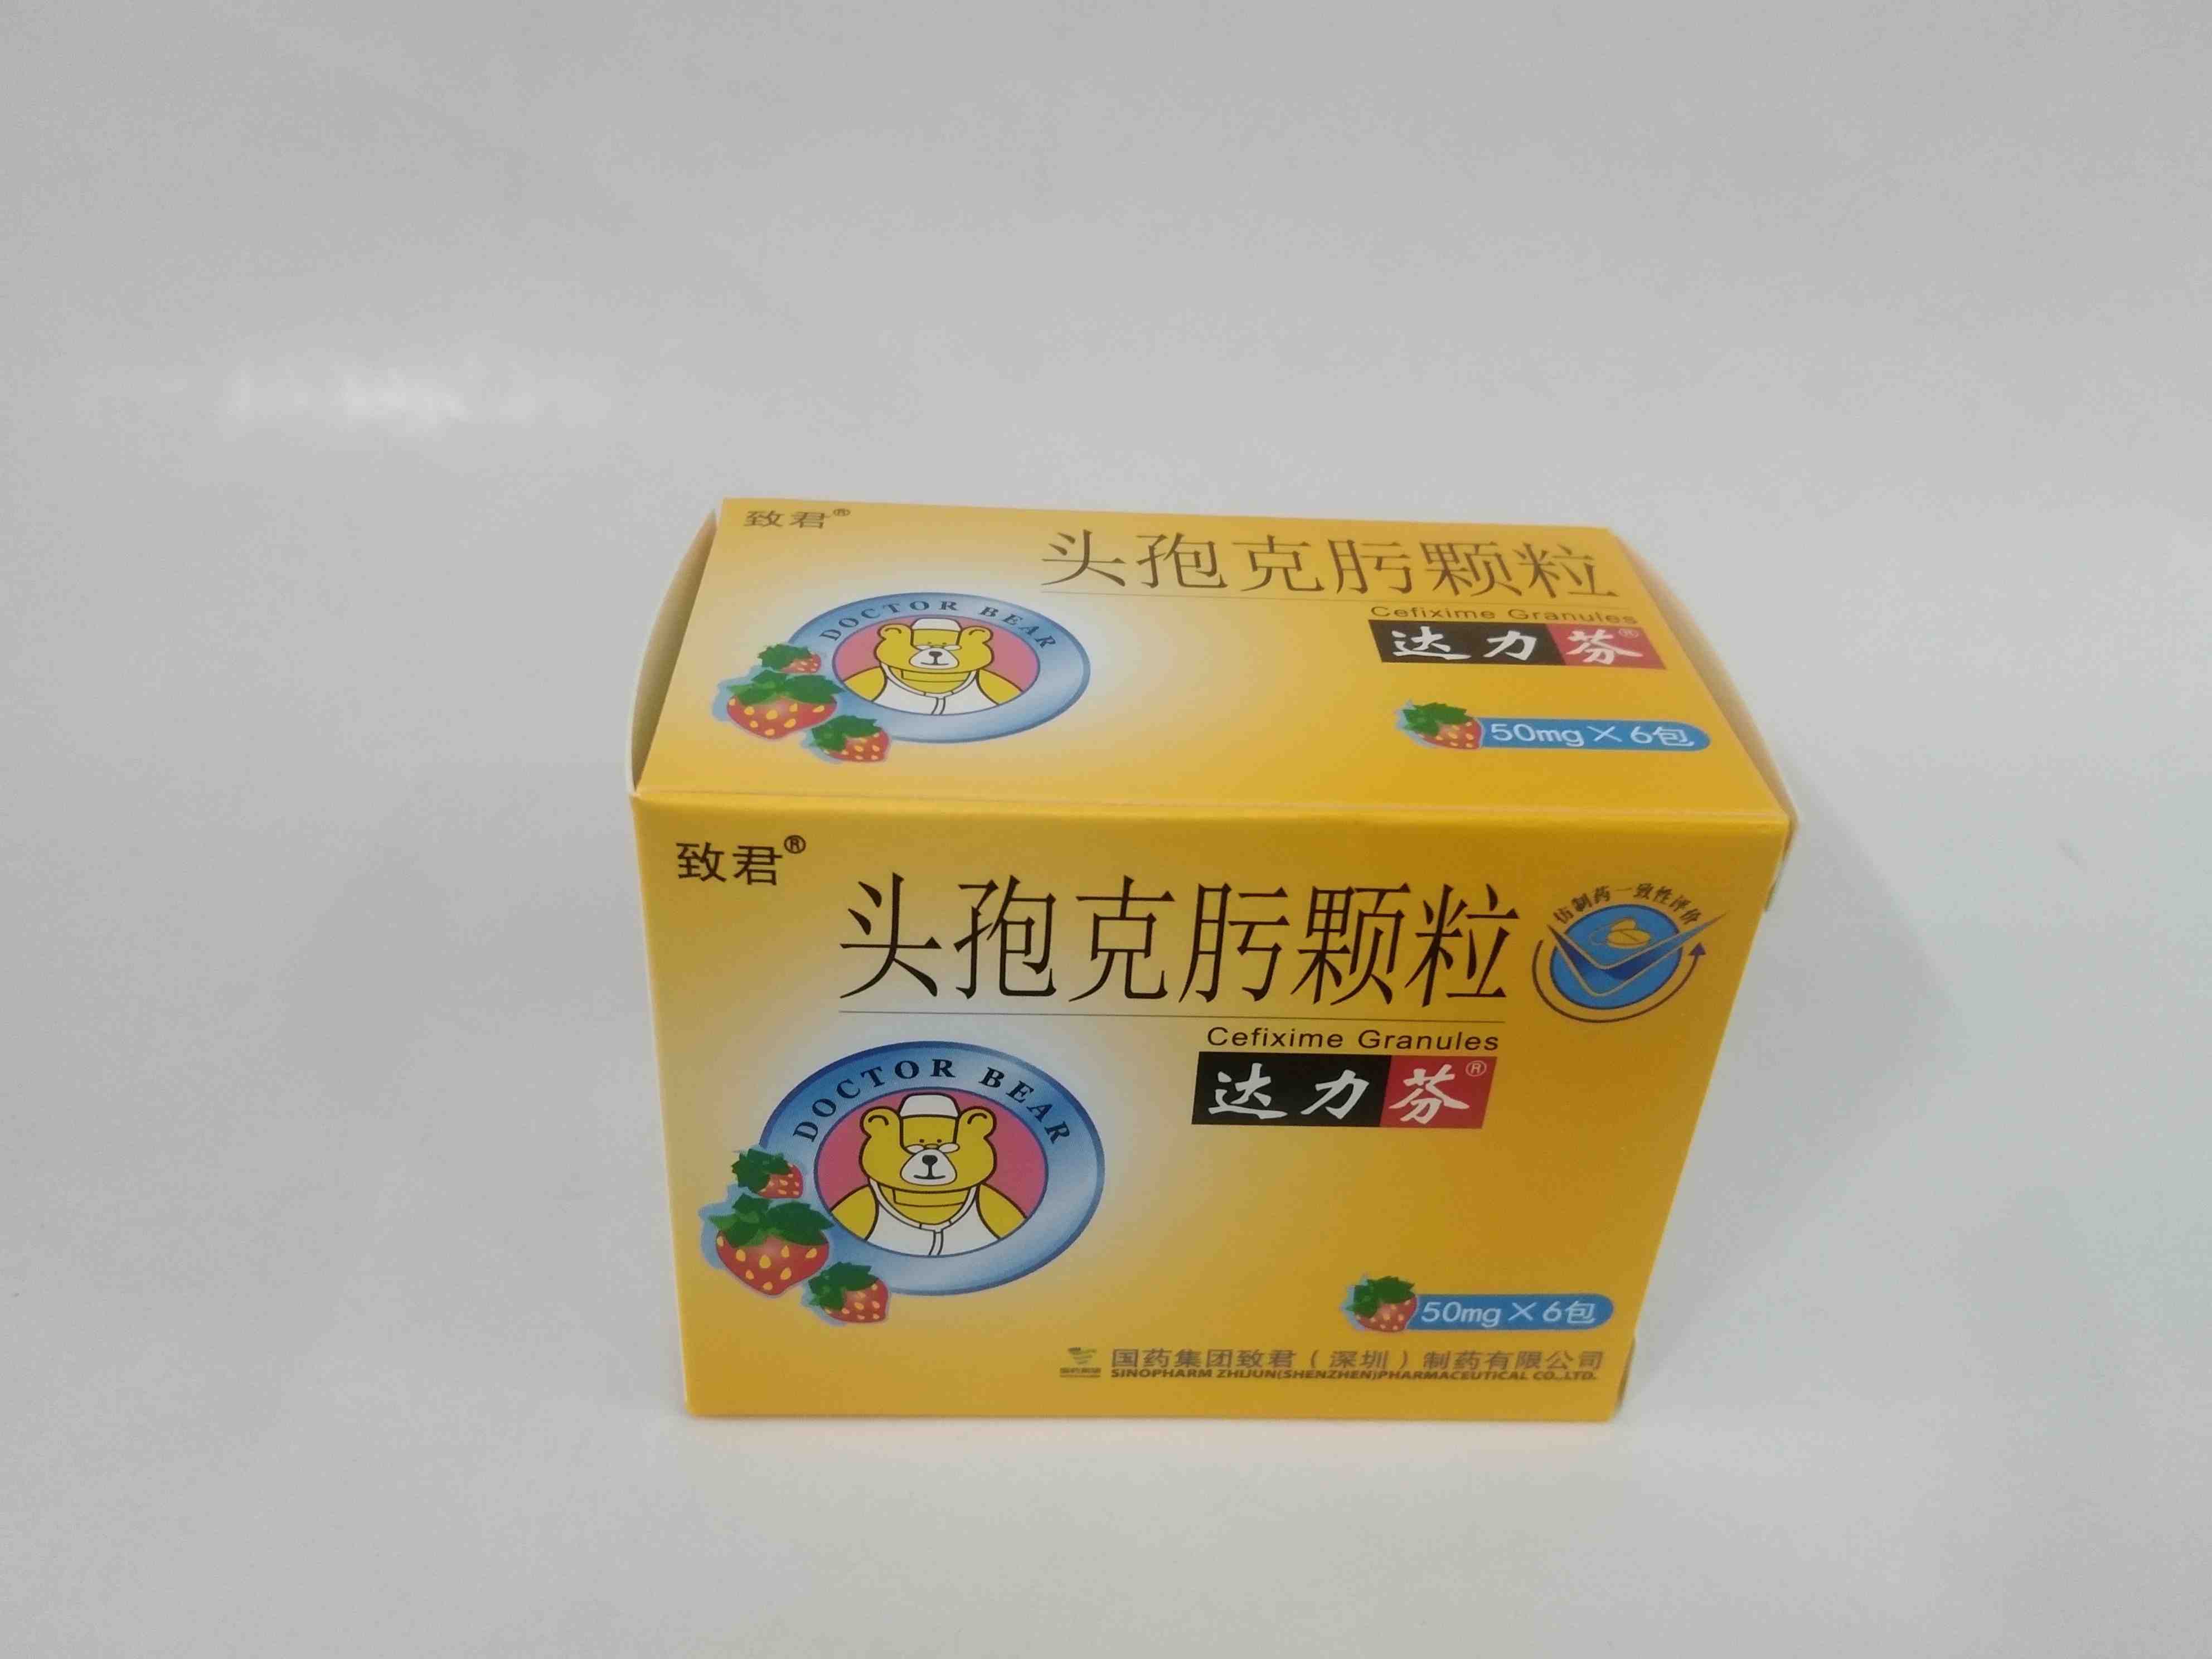 致君®
头孢克肟颗粒
Cefixime Granules
达力芬®
DOCTOR BEAR
50mg×6包
致君®
头孢克肟颗粒
仿制药一致性评价
Cefixime Granules
达力芬®
DOCTOR BEAR
50mg×6包
国药集团致君（深圳）制药有限公司
SINOPHARM ZHIJUN(SHENZHEN)PHARMACEUTICAL CO.,LTD.